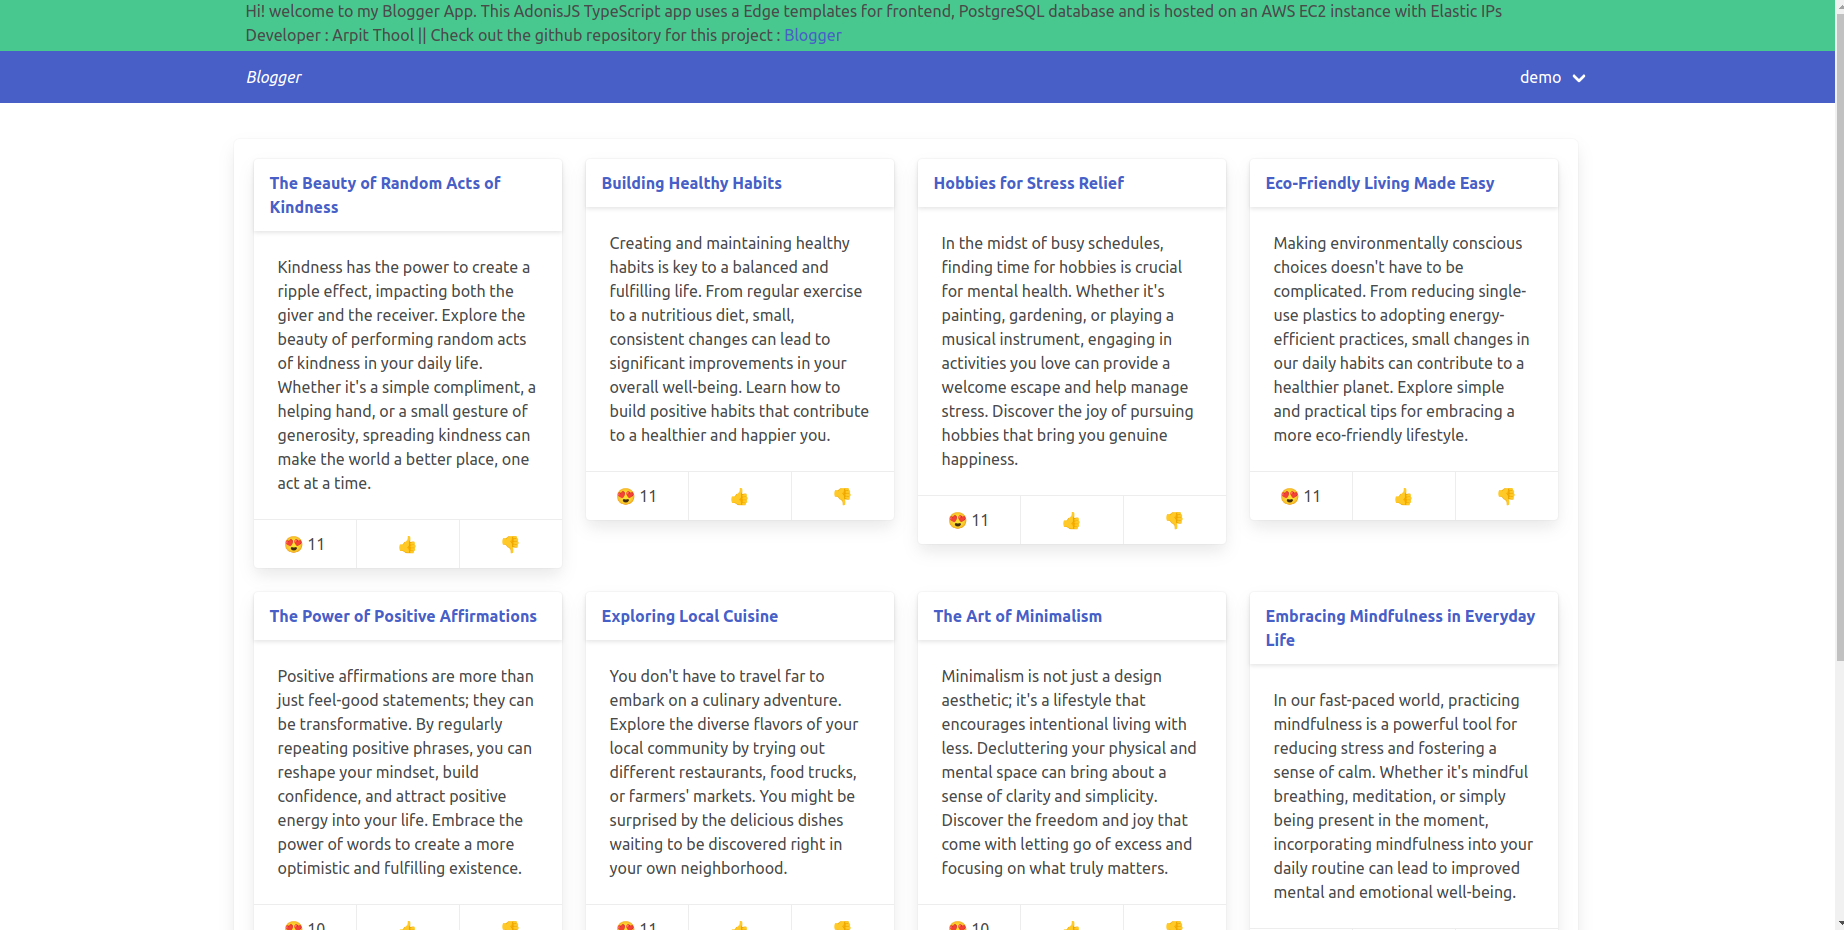 Hi! welcome to my Blogger App. This AdonisJS TypeScript app uses a Edge templates for frontend, PostgreSQL database and is hosted on an AWS EC2 instance with Elastic IPs
Developer : Arpit Thool || Check out the github repository for this project : Blogger
Blogger
demo
The Beauty of Random Acts of
Kindness
Kindness has the power to create a
ripple effect, impacting both the
giver and the receiver. Explore the
beauty of performing random acts
of kindness in your daily life.
Whether it's a simple compliment, a
helping hand, or a small gesture of
generosity, spreading kindness can
make the world a better place, one
act at a time.
😍 11
👍
👎
Building Healthy Habits
Creating and maintaining healthy
habits is key to a balanced and
fulfilling life. From regular exercise
to a nutritious diet, small,
consistent changes can lead to
significant improvements in your
overall well-being. Learn how to
build positive habits that contribute
to a healthier and happier you.
😍 11
👍
👎
Hobbies for Stress Relief
In the midst of busy schedules,
finding time for hobbies is crucial
for mental health. Whether it's
painting, gardening, or playing a
musical instrument, engaging in
activities you love can provide a
welcome escape and help manage
stress. Discover the joy of pursuing
hobbies that bring you genuine
happiness.
😍 11
👍
👎
Eco-Friendly Living Made Easy
Making environmentally conscious
choices doesn't have to be
complicated. From reducing single-
use plastics to adopting energy-
efficient practices, small changes in
our daily habits can contribute to a
healthier planet. Explore simple
and practical tips for embracing a
more eco-friendly lifestyle.
😍 11
👍
👎
The Power of Positive Affirmations
Positive affirmations are more than
just feel-good statements; they can
be transformative. By regularly
repeating positive phrases, you can
reshape your mindset, build
confidence, and attract positive
energy into your life. Embrace the
power of words to create a more
optimistic and fulfilling existence.
😍 10
👍
👎
Exploring Local Cuisine
You don't have to travel far to
embark on a culinary adventure.
Explore the diverse flavors of your
local community by trying out
different restaurants, food trucks,
or farmers' markets. You might be
surprised by the delicious dishes
waiting to be discovered right in
your own neighborhood.
😍 11
👍
👎
The Art of Minimalism
Minimalism is not just a design
aesthetic; it's a lifestyle that
encourages intentional living with
less. Decluttering your physical and
mental space can bring about a
sense of clarity and simplicity.
Discover the freedom and joy that
come with letting go of excess and
focusing on what truly matters.
😍 10
👍
👎
Embracing Mindfulness in Everyday
Life
In our fast-paced world, practicing
mindfulness is a powerful tool for
reducing stress and fostering a
sense of calm. Whether it's mindful
breathing, meditation, or simply
being present in the moment,
incorporating mindfulness into your
daily routine can lead to improved
mental and emotional well-being.